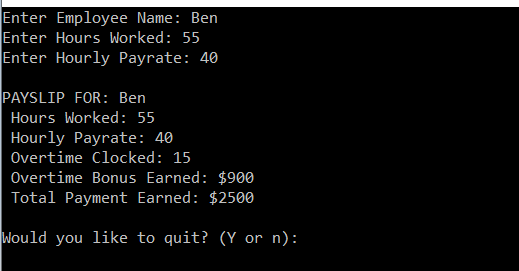 Enter Employee Name: Ben
Enter Hours Worked: 55
Enter Hourly Payrate: 40
PAYSLIP FOR: Ben
Hours Worked: 55
Hourly Payrate: 40
Overtime Clocked: 15
Overtime Bonus Earned: $900
Total Payment Earned: $2500
Would you like to quit? (Y or n):